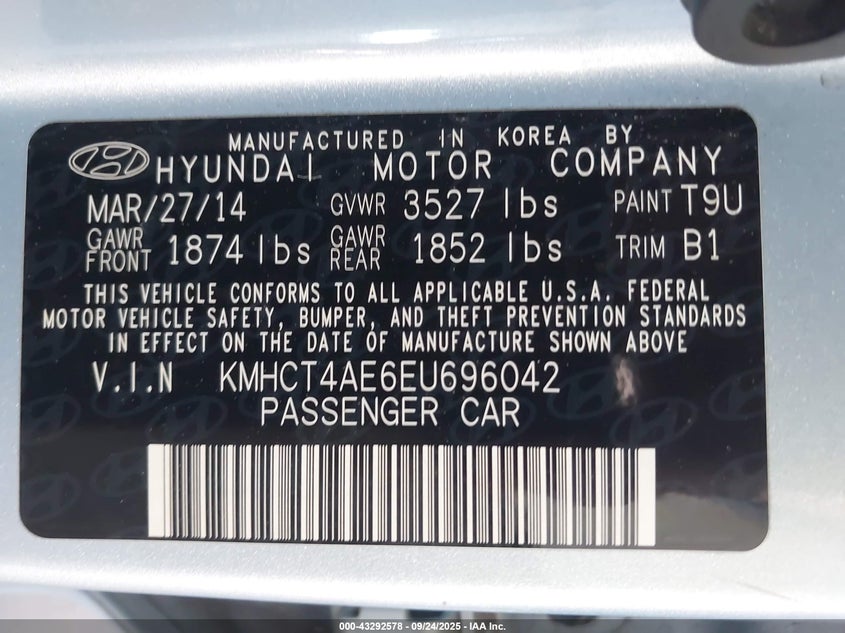 MANUFACTURED IN KOREA BY
HYUNDAI MOTOR COMPANY
MAR/27/14 GVWR 3527 lbs PAINT T9U
GAWR FRONT 1874 lbs GAWR REAR 1852 lbs TRIM B1
THIS VEHICLE CONFORMS TO ALL APPLICABLE U.S.A. FEDERAL
MOTOR VEHICLE SAFETY, BUMPER, AND THEFT PREVENTION STANDARDS
IN EFFECT ON THE DATE OF MANUFACTURE SHOWN ABOVE
V.I.N KMHCT4AE6EU696042
PASSENGER CAR
000-43292578 - 09/24/2025 - IAA Inc.